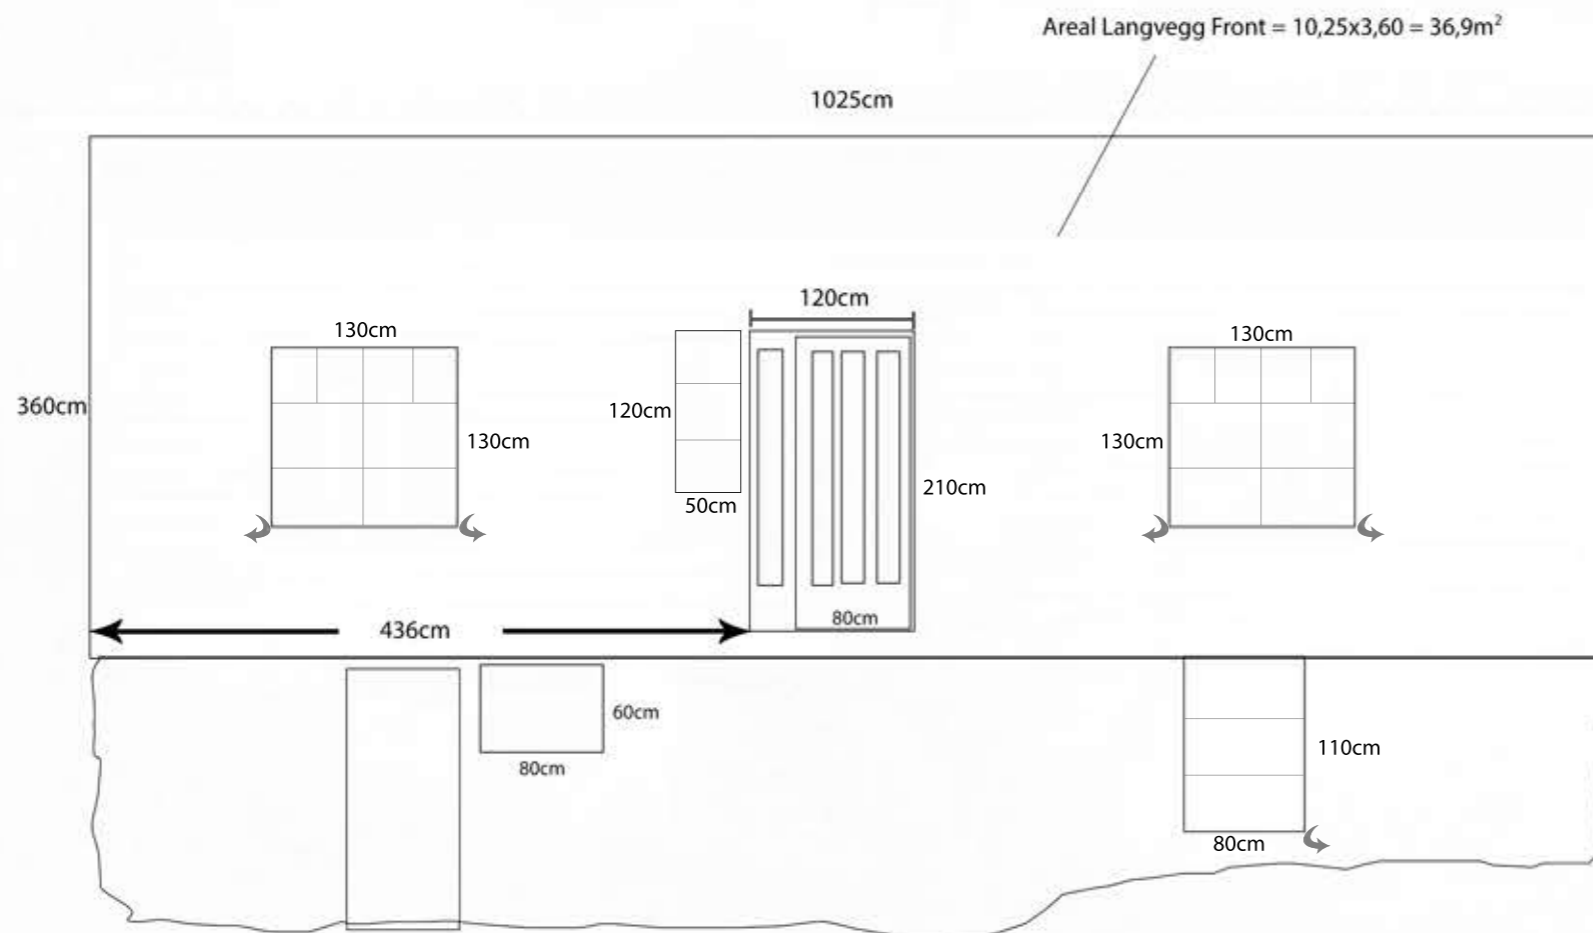 Areal Langvegg Front = 10,25x3,60 = 36,9m²
1025cm
120cm
130cm
130cm
360cm
120cm
130cm
130cm
210cm
50cm
80cm
436cm
60cm
80cm
110cm
80cm